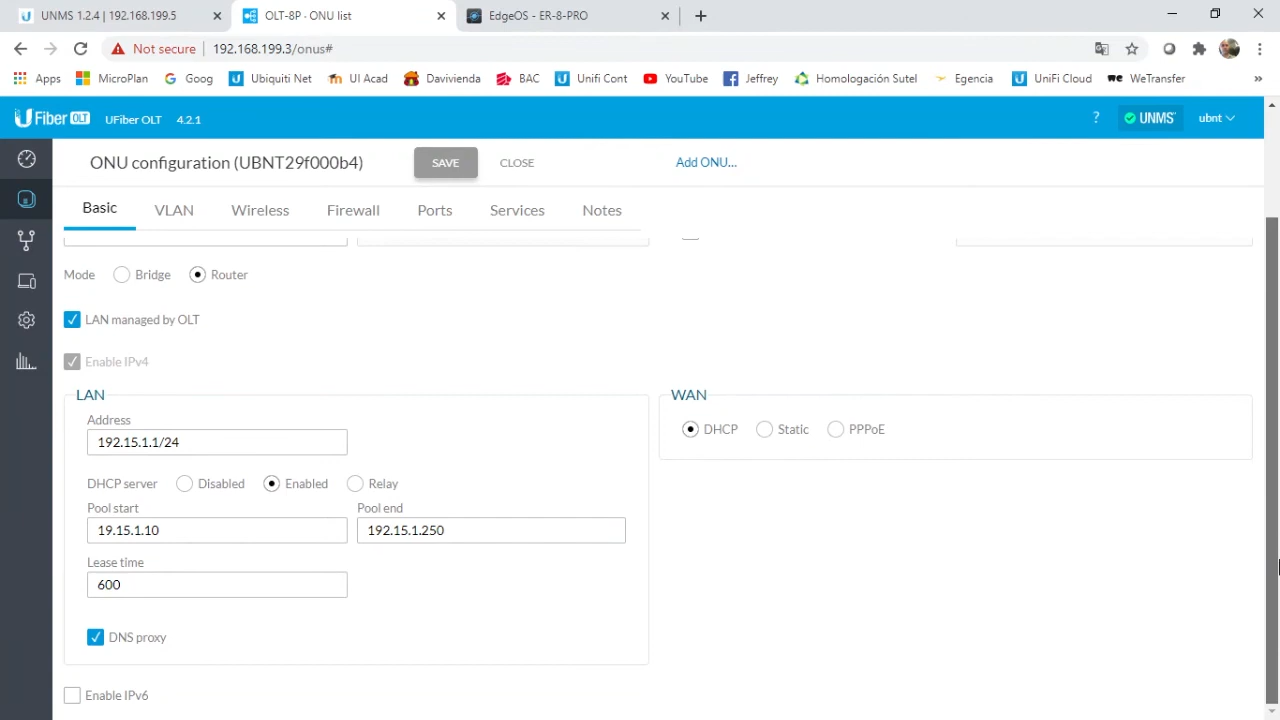 UNMS 1.2.4 | 192.168.199.5
OLT-8P - ONU list
EdgeOS - ER-8-PRO
Not secure
192.168.199.3/onus#
Apps
MicroPlan
Goog
Ubiquiti Net
UI Acad
Davivienda
BAC
Unifi Cont
YouTube
Jeffrey
Homologación Sutel
Egencia
UniFi Cloud
WeTransfer
»
UFiber OLT
UFiber OLT
4.2.1
?
UNMS
ubnt
ONU configuration (UBNT29f000b4)
SAVE
CLOSE
Add ONU...
Basic
VLAN
Wireless
Firewall
Ports
Services
Notes
Mode
Bridge
Router
LAN managed by OLT
Enable IPv4
LAN
WAN
Address
192.15.1.1/24
DHCP
Static
PPPoE
DHCP server
Disabled
Enabled
Relay
Pool start
Pool end
19.15.1.10
192.15.1.250
Lease time
600
DNS proxy
Enable IPv6